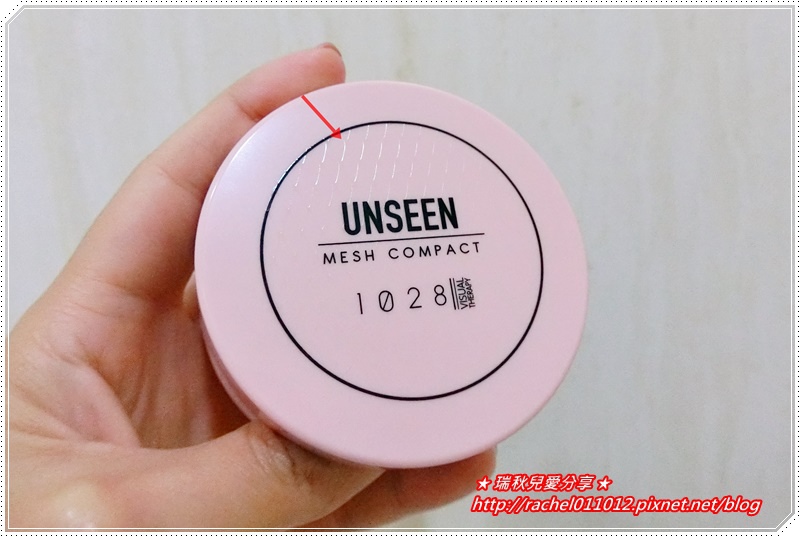 UNSEEN
MESH COMPACT
1028 VISUAL
THERAPY
★瑞秋兒愛分享★
http://rachel011012.pixnet.net/blog